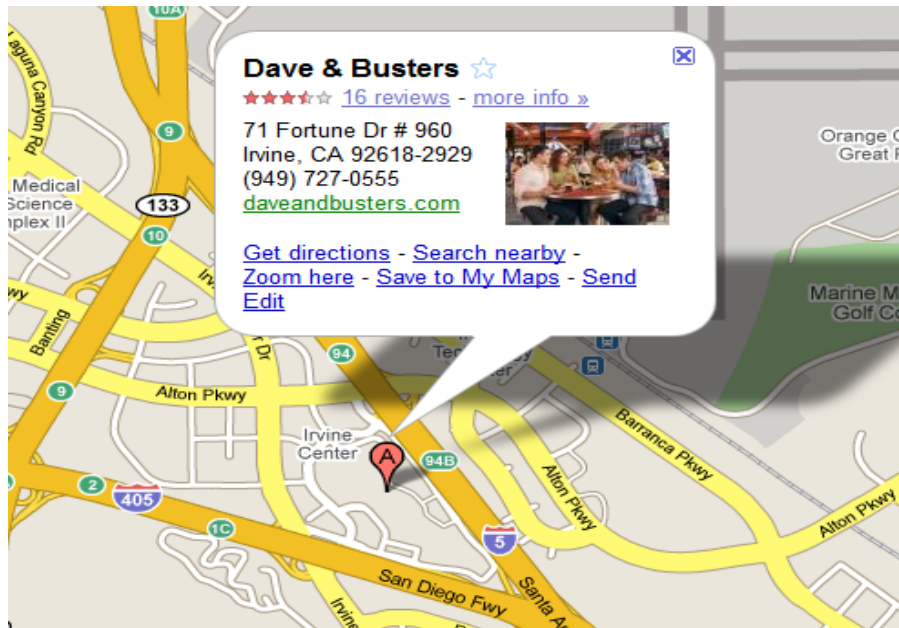 10A
Laguna Canyon Rd
9
Medical
Science
plex II
133
10
Dave & Busters
16 reviews - more info »
71 Fortune Dr # 960
Irvine, CA 92618-2929
(949) 727-0555
daveandbusters.com
Get directions - Search nearby -
Zoom here - Save to My Maps - Send
Edit
Orange
Great
Marine
Golf
Banting
Dr
94
9
Alton Pkwy
Irvine
Center
A
94B
Barranca Pkwy
2
405
1C
5
Alton Pkwy
Alton Pkwy
San Diego Fwy
Santa
Irvine